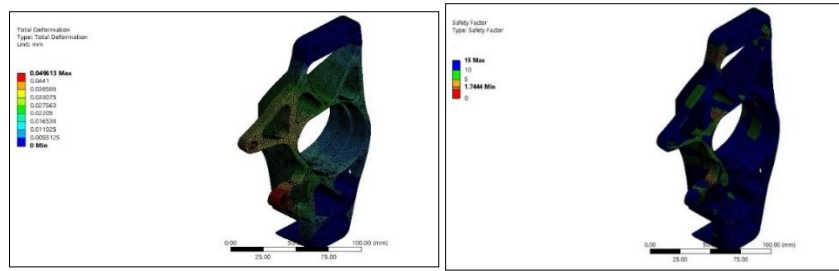 Total Deformation
Type: Total Deformation
Unit: mm
0.049613 Max
0.0441
0.038588
0.033075
0.027563
0.02205
0.016538
0.011025
0.0055125
0 Min
0.00
100.00 (mm)
25.00
75.00
Safety Factor
Type: Safety Factor
15 Max
10
5
1.7444 Min
0
0.00
100.00 (mm)
25.00
75.00